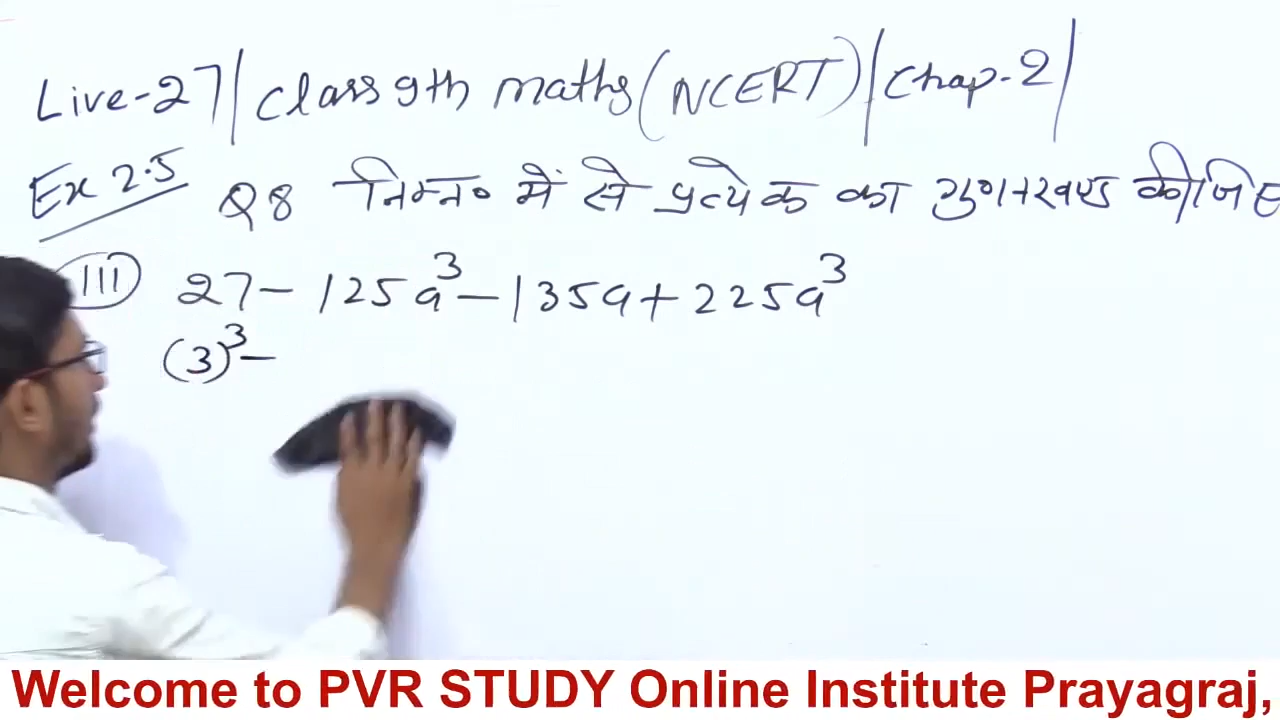 Live-27| Class 9th maths (NCERT)| Chap-2|
Ex 2.5 Q8 निम्न० में से प्रत्येक का गुणनखण्ड कीजिए
III 27 - 125a³ - 135a + 225a³
(3)³ -
Welcome to PVR STUDY Online Institute Prayagraj,